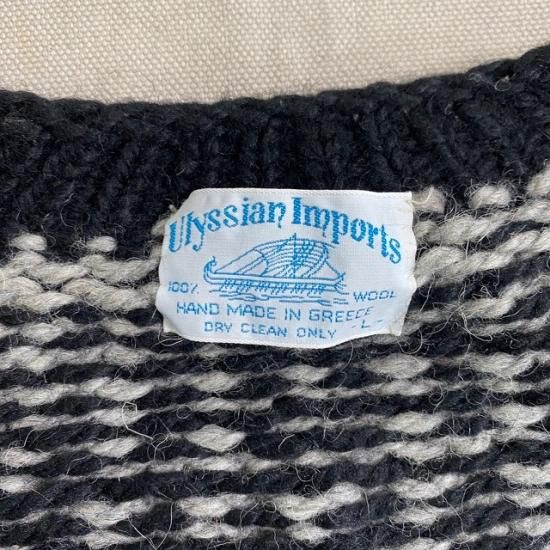 Ulyssian Imports
100% WOOL
HAND MADE IN GREECE
DRY CLEAN ONLY - L